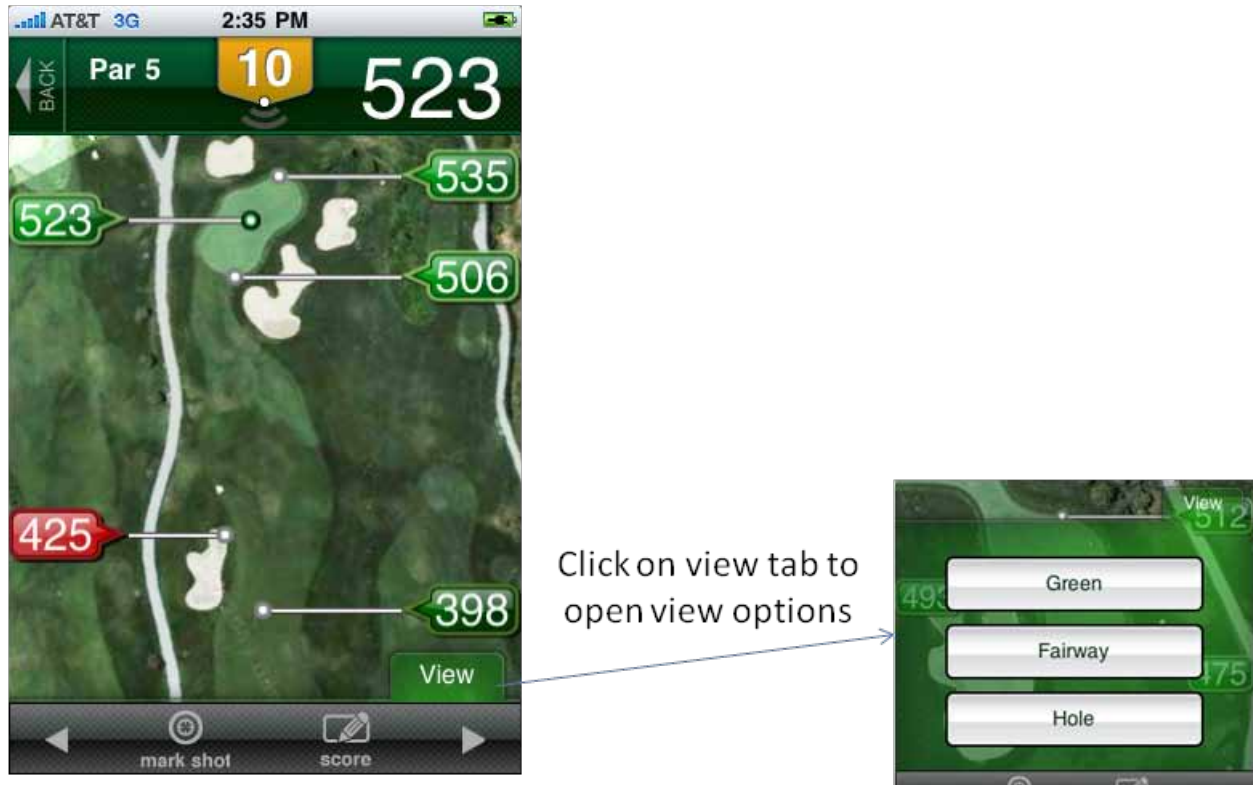 AT&T 3G 2:35 PM
BACK
Par 5
10
523
535
523
506
425
398
View
mark shot
score
Click on view tab to
open view options
View
512
493
475
Green
Fairway
Hole